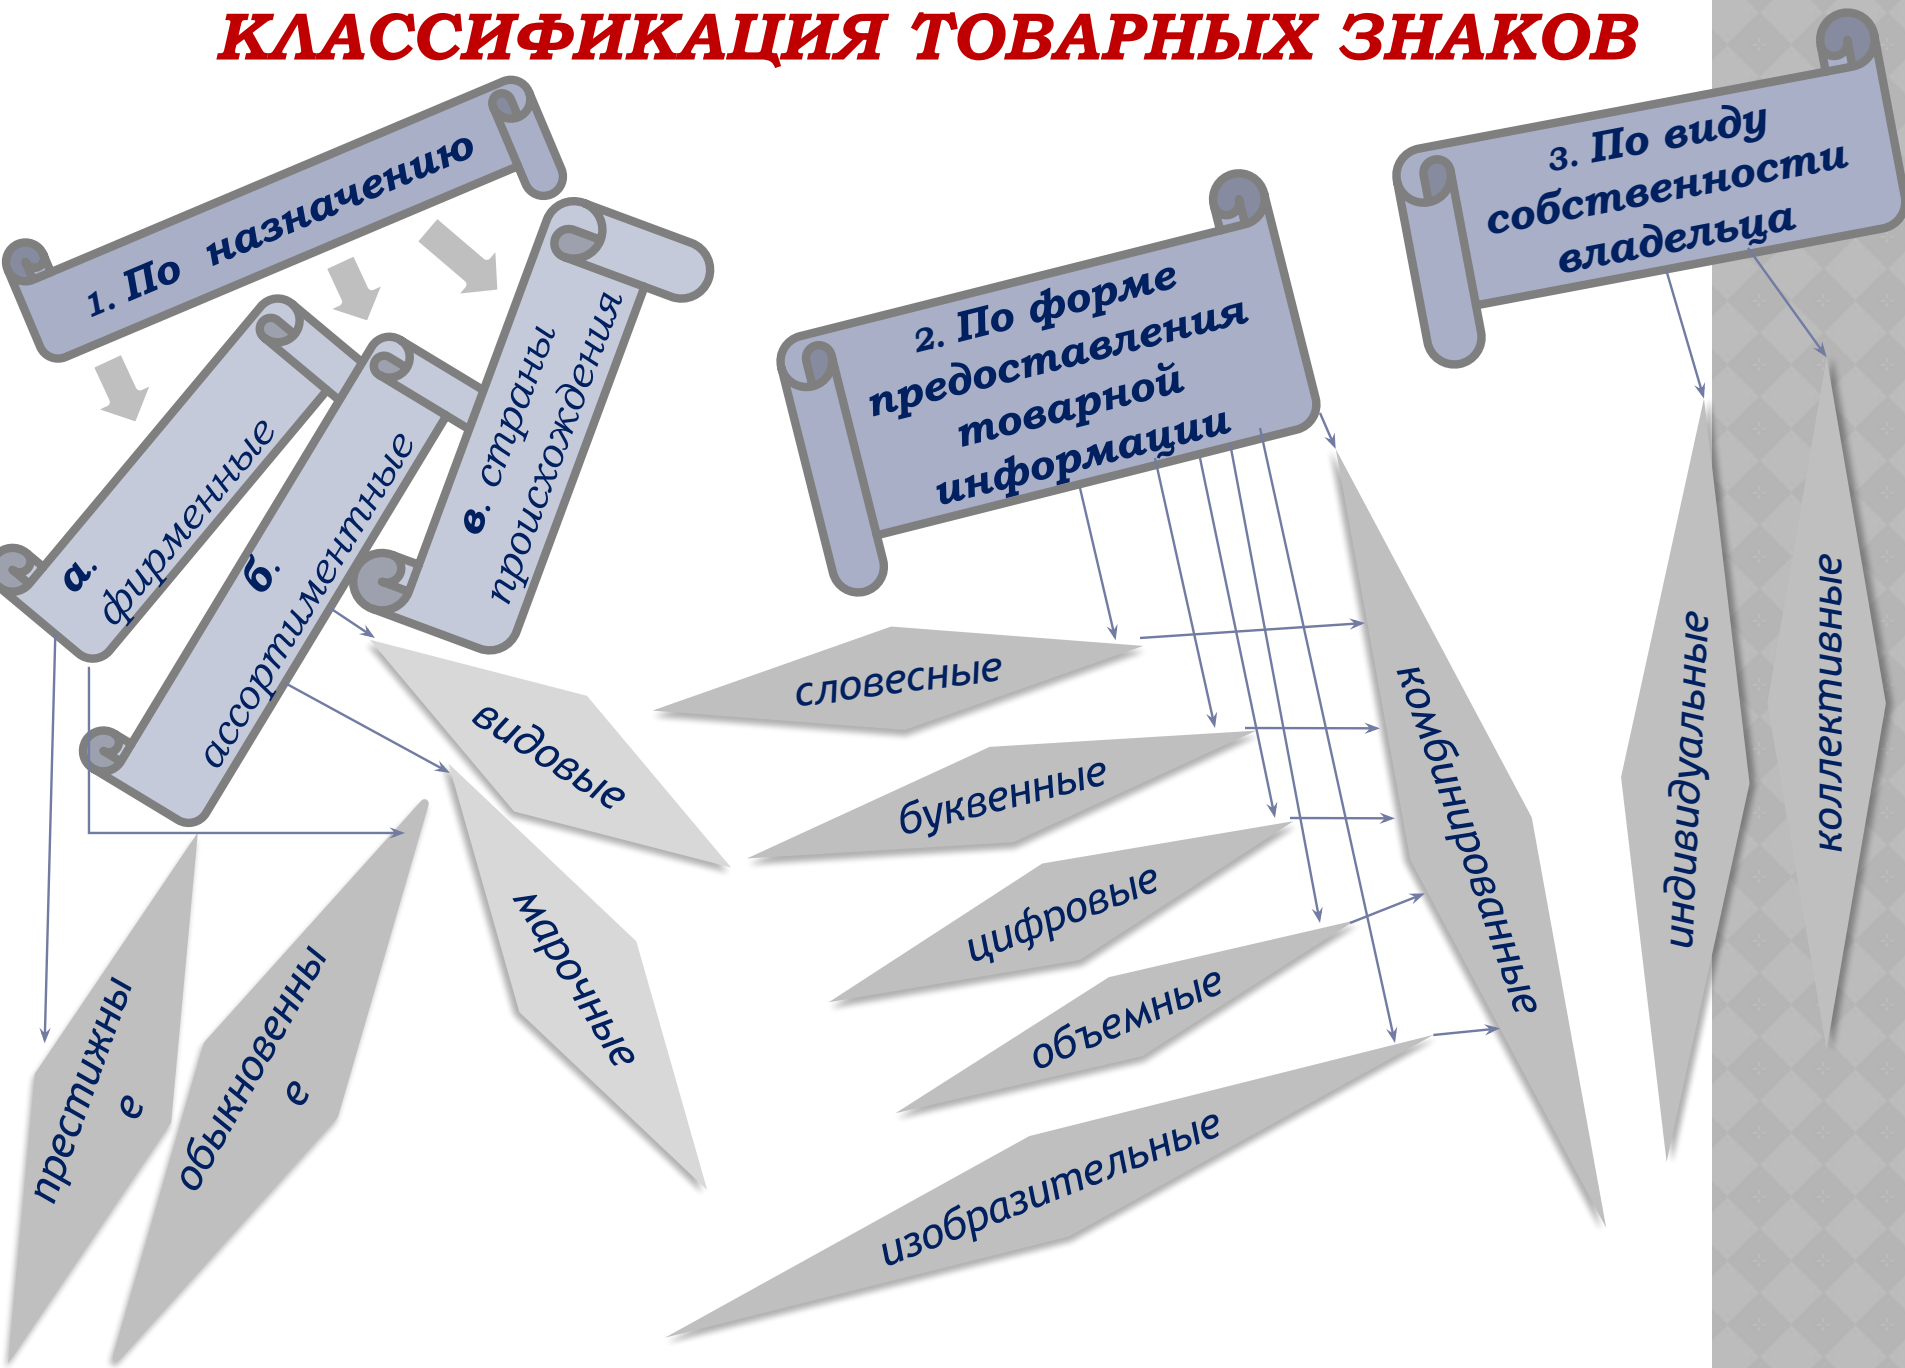 КЛАССИФИКАЦИЯ ТОВАРНЫХ ЗНАКОВ
1. По назначению
а.
фирменные
б.
ассортиментные
в. страны
происхождения
престижны
е
обыкновенны
е
видовые
марочные
2. По форме
предоставления
товарной
информации
словесные
буквенные
цифровые
объемные
изобразительные
комбинированные
3. По виду
собственности
владельца
индивидуальные
коллективные